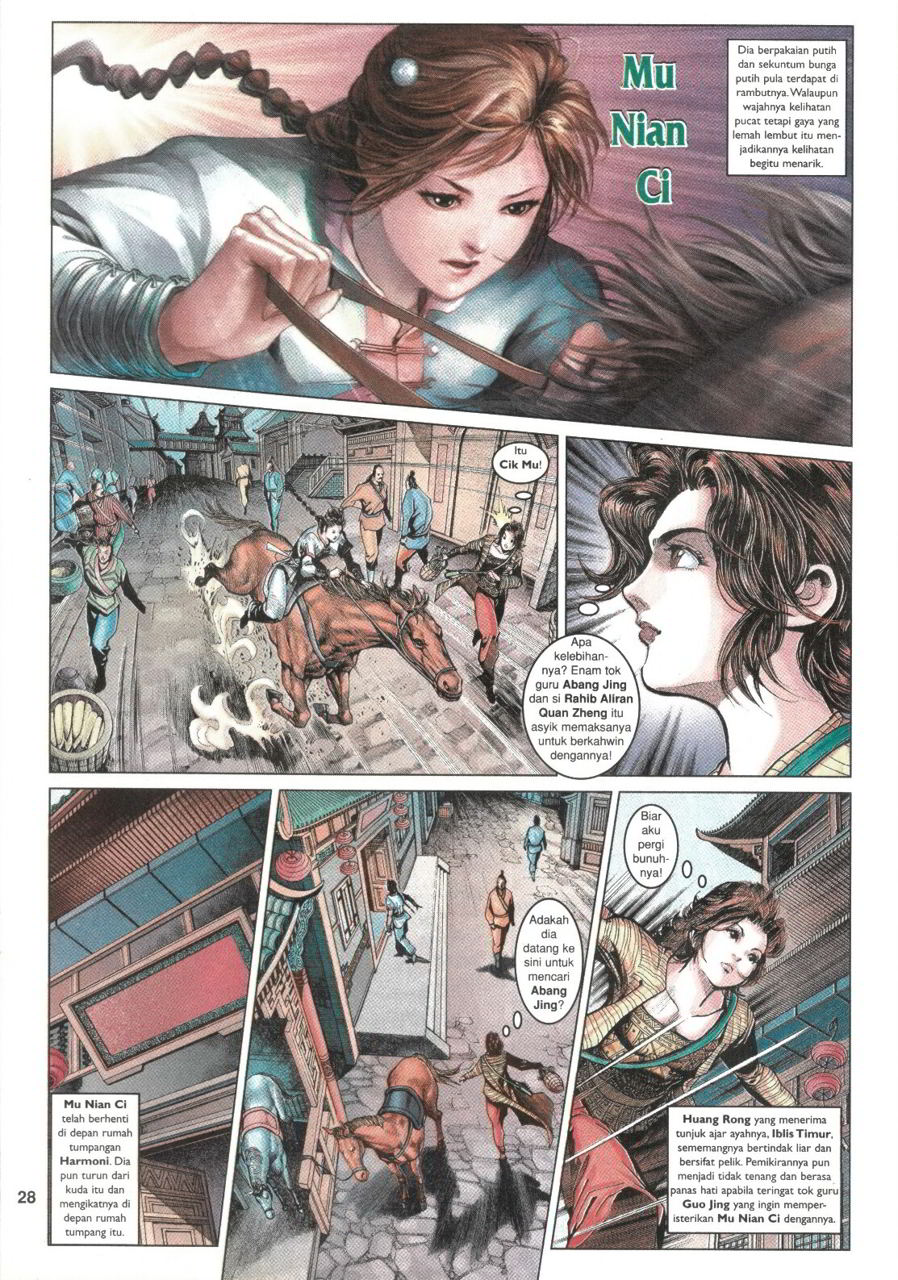 Mu
Nian
Ci
Dia berpakaian putih
dan sekuntum bunga
putih pula terdapat di
rambutnya. Walaupun
wajahnya kelihatan
pucat tetapi gaya yang
lemah lembut itu men-
jadikannya kelihatan
begitu menarik.
Itu
Cik Mu!
Apa
kelebihan-
nya? Enam tok
guru Abang Jing
dan si Rahib Aliran
Quan Zheng itu
asyik memaksanya
untuk berkahwin
dengannya!
Mu Nian Ci
telah berhenti
di depan rumah
tumpangan
Harmoni. Dia
pun turun dari
kuda itu dan
mengikatnya di
depan rumah
tumpang itu.
Adakah
dia
datang ke
sini untuk
mencari
Abang
Jing?
Biar
aku
pergi
bunuh-
nya!
Huang Rong yang menerima
tunjuk ajar ayahnya, Iblis Timur,
sememangnya bertindak liar dan
bersifat pelik. Pemikirannya pun
menjadi tidak tenang dan berasa
panas hati apabila teringat tok guru
Guo Jing yang ingin memper-
isterikan Mu Nian Ci dengannya.
28